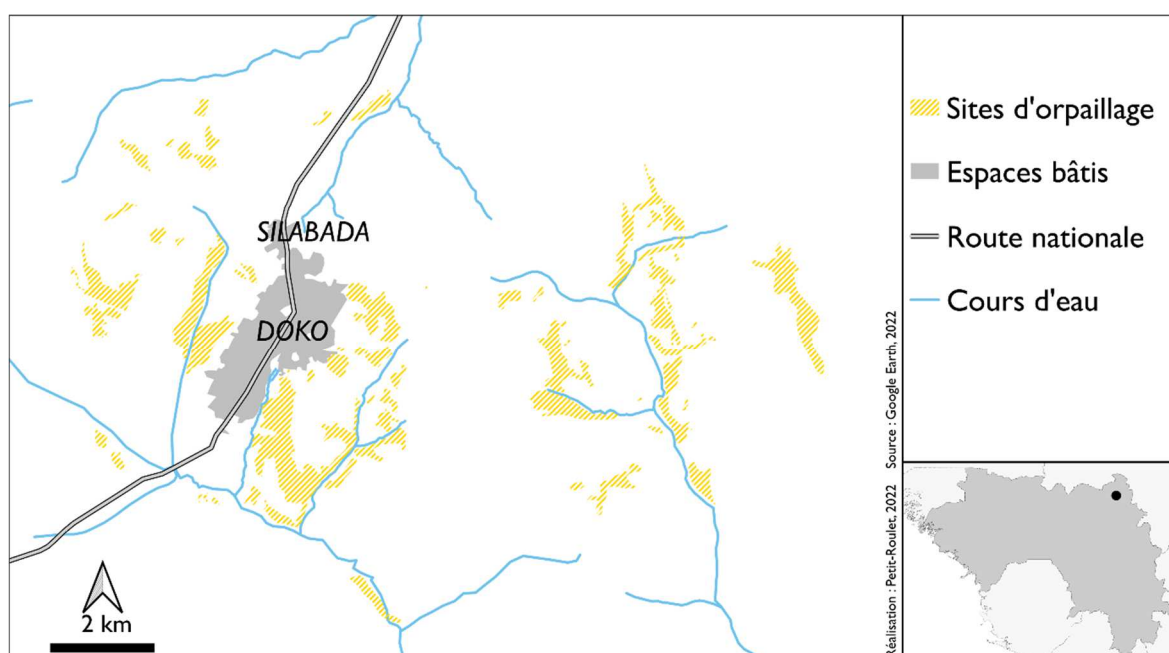 SILABADA
DOKO
2 km
Sites d'orpaillage
Espaces bâtis
Route nationale
Cours d'eau
Source : Google Earth, 2022
Réalisation : Petit-Roulet, 2022